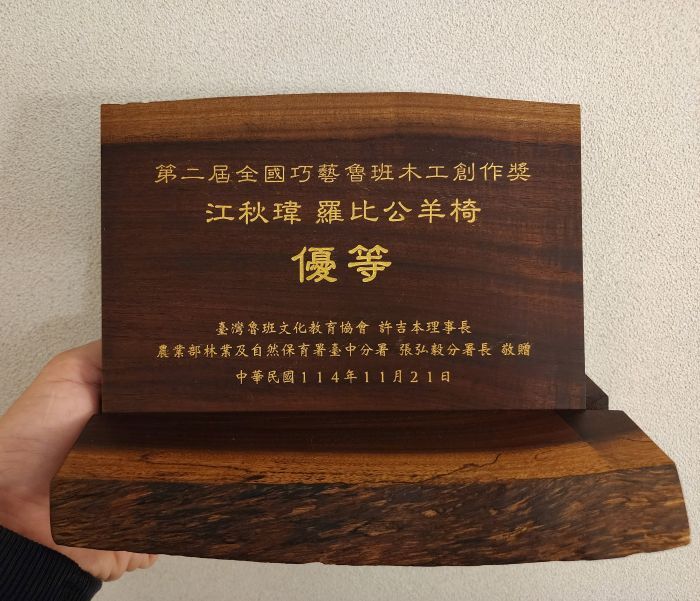 第二屆全國巧藝魯班木工創作獎
江秋瑋 羅比公羊椅
優等
臺灣魯班文化教育協會 許吉本理事長
農業部林業及自然保育署臺中分署 張弘毅分署長 敬贈
中華民國114年11月21日